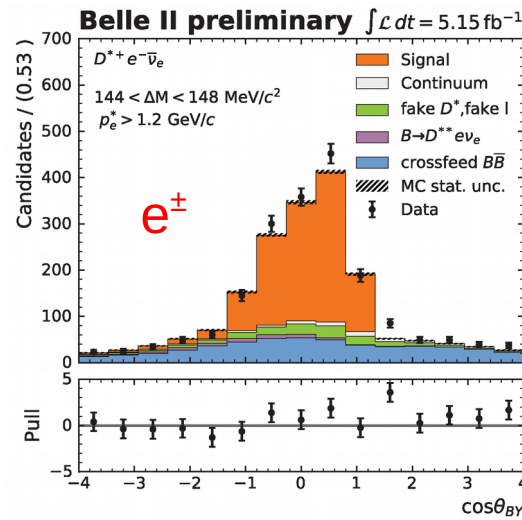 Belle II preliminary ∫ℒ dt = 5.15 fb⁻¹
Candidates / (0.53)
700
600
500
400
300
200
100
0
D*⁺e⁻ν̅ₑ
144 < ΔM < 148 MeV/c²
p*ₑ > 1.2 GeV/c
e±
Signal
Continuum
fake D*,fake l
B→D**eνₑ
crossfeed BB̅
MC stat. unc.
Data
Pull
5
0
−5
−4 −3 −2 −1 0 1 2 3 4
cosθ_BY